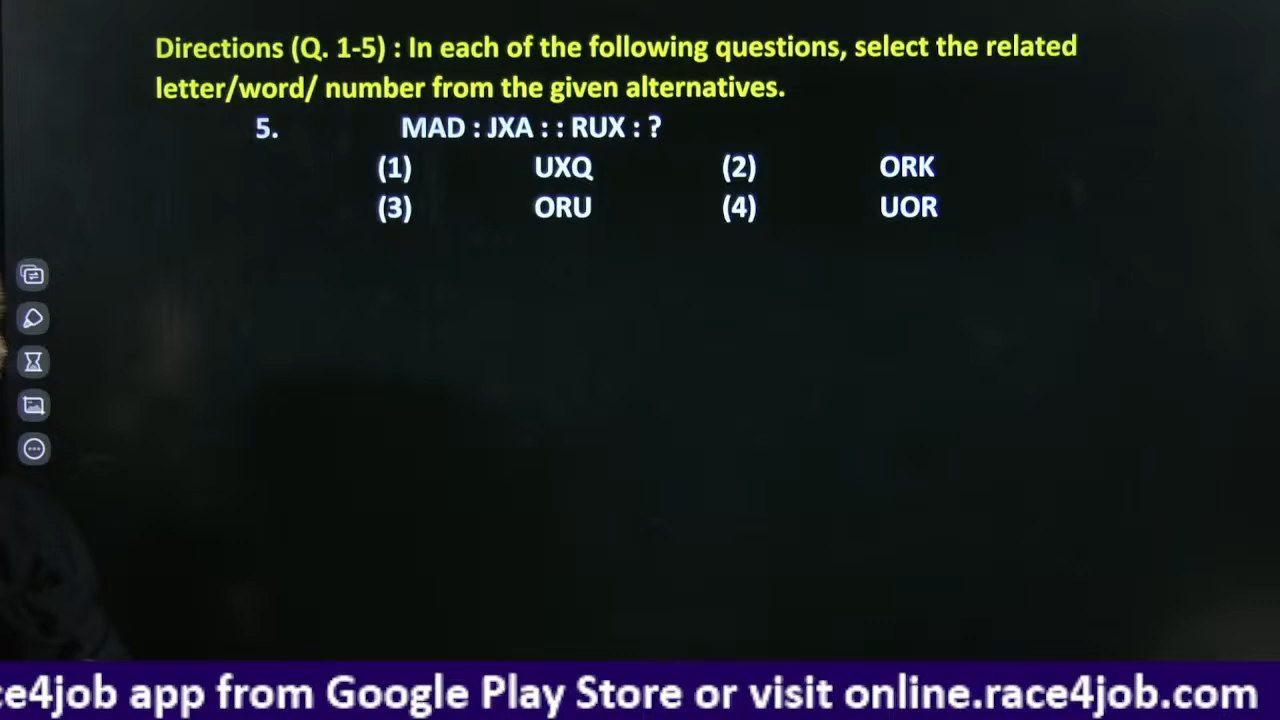 Directions (Q. 1-5) : In each of the following questions, select the related
letter/word/ number from the given alternatives.
5. MAD : JXA : : RUX : ?
(1) UXQ (2) ORK
(3) ORU (4) UOR
ce4job app from Google Play Store or visit online.race4job.com